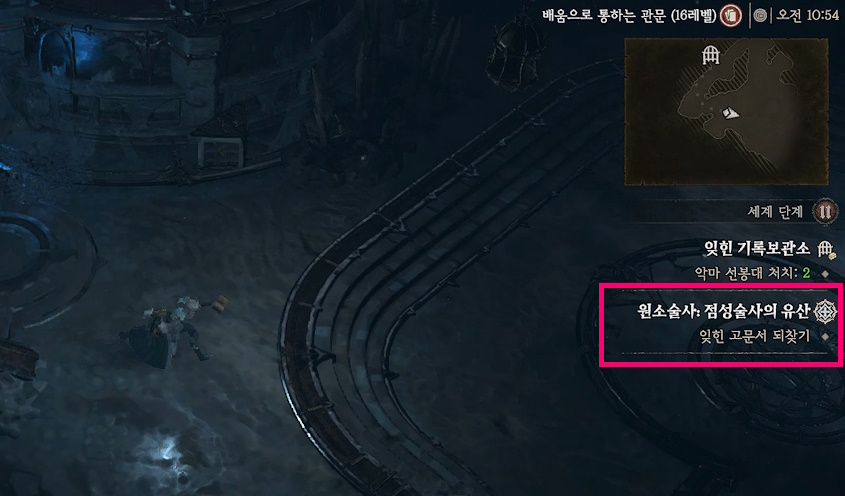 배움으로 통하는 관문 (16레벨) 오전 10:54
세계 단계
잊힌 기록보관소
악마 선봉대 처치: 2
원소술사: 점성술사의 유산
잊힌 고문서 되찾기